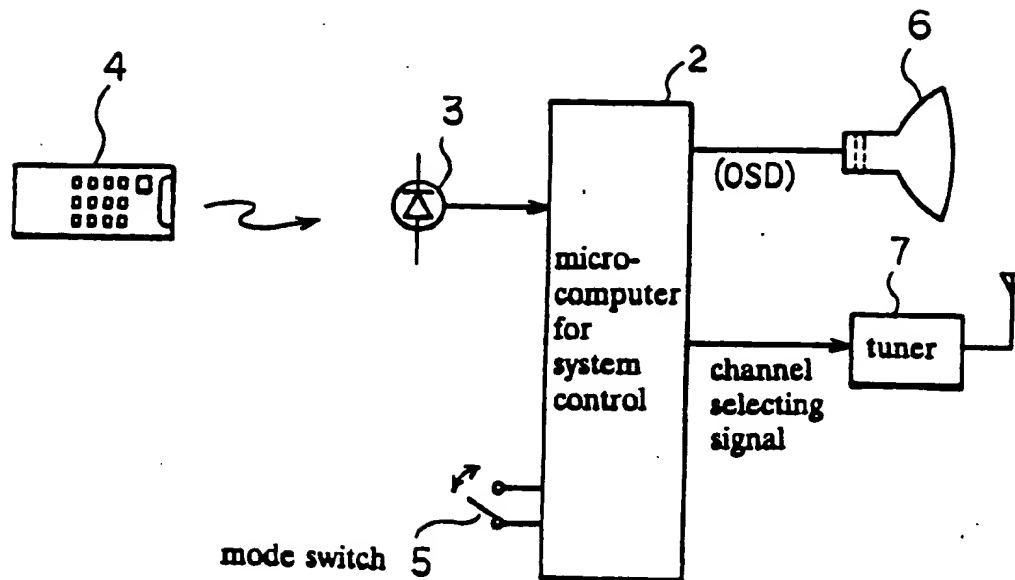 4
3
2
6
(OSD)
7
micro-
computer
for
system
control
tuner
channel
selecting
signal
mode switch 5